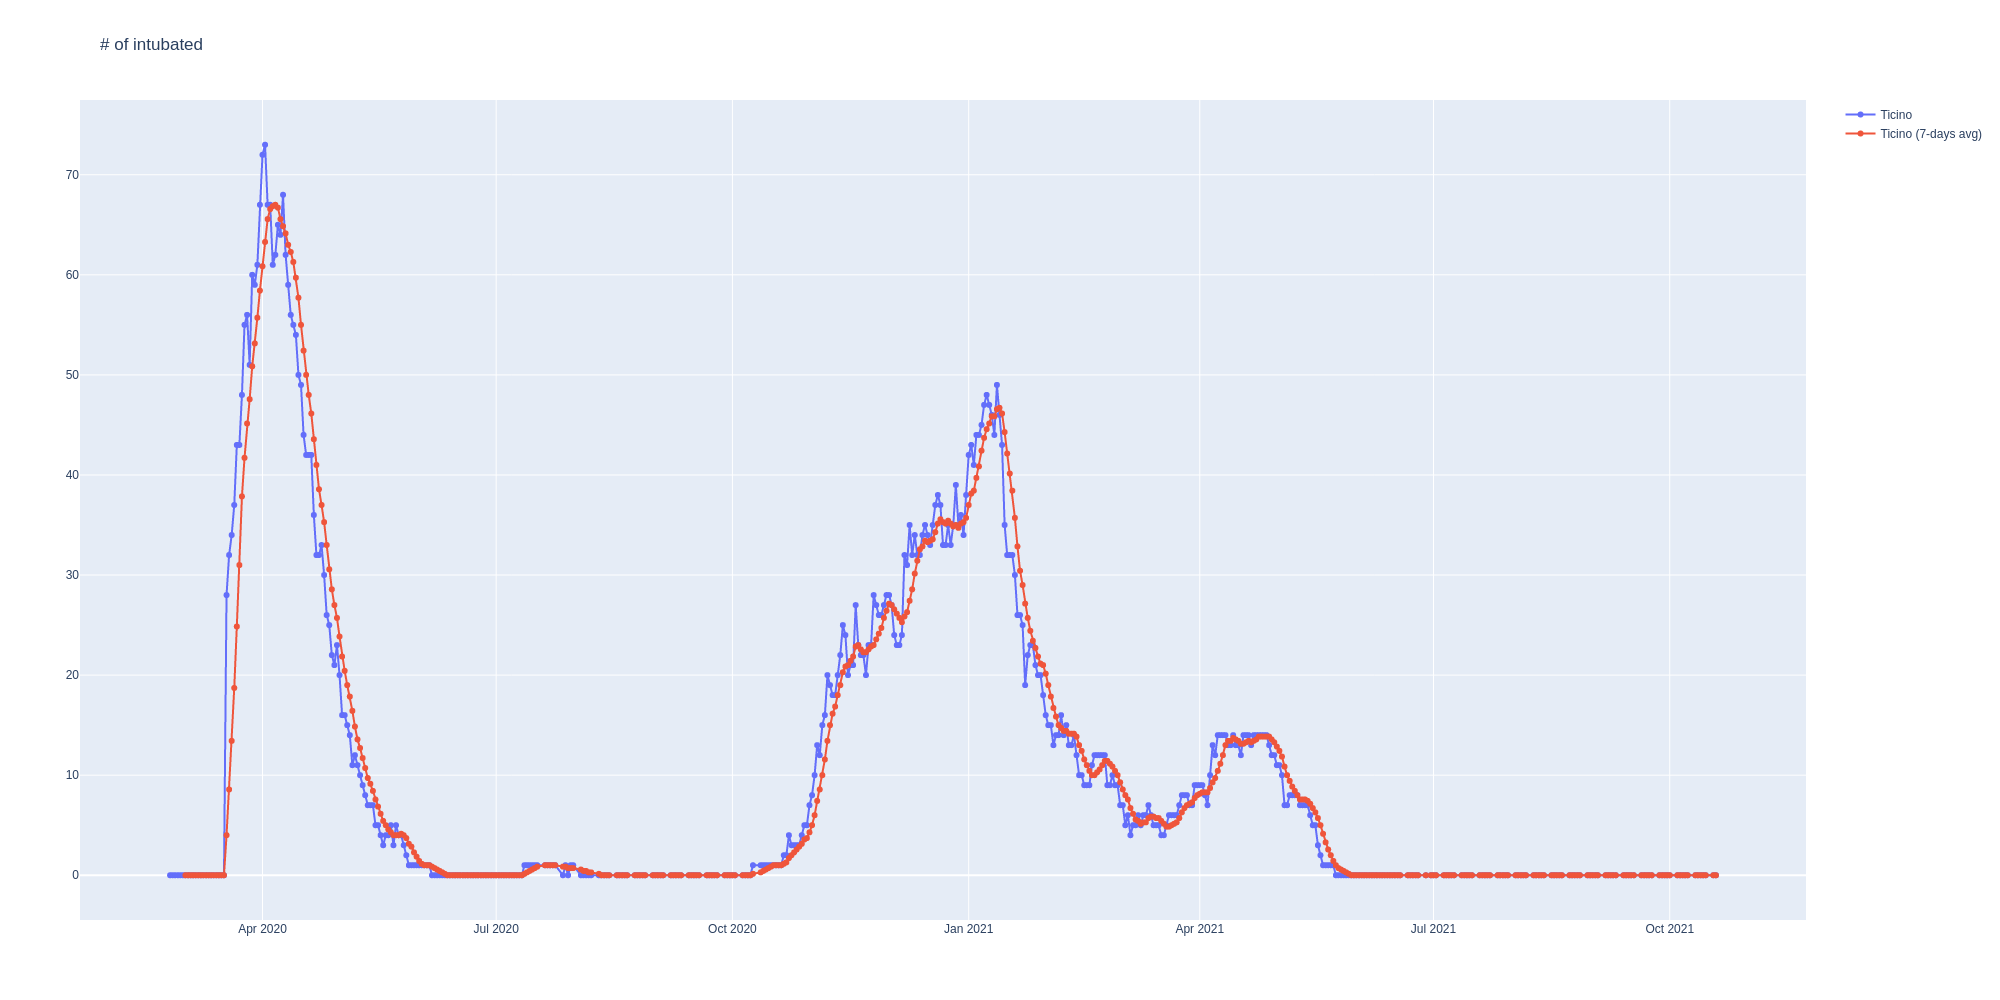 # of intubated
Ticino
Ticino (7-days avg)
70
60
50
40
30
20
10
0
Apr 2020
Jul 2020
Oct 2020
Jan 2021
Apr 2021
Jul 2021
Oct 2021